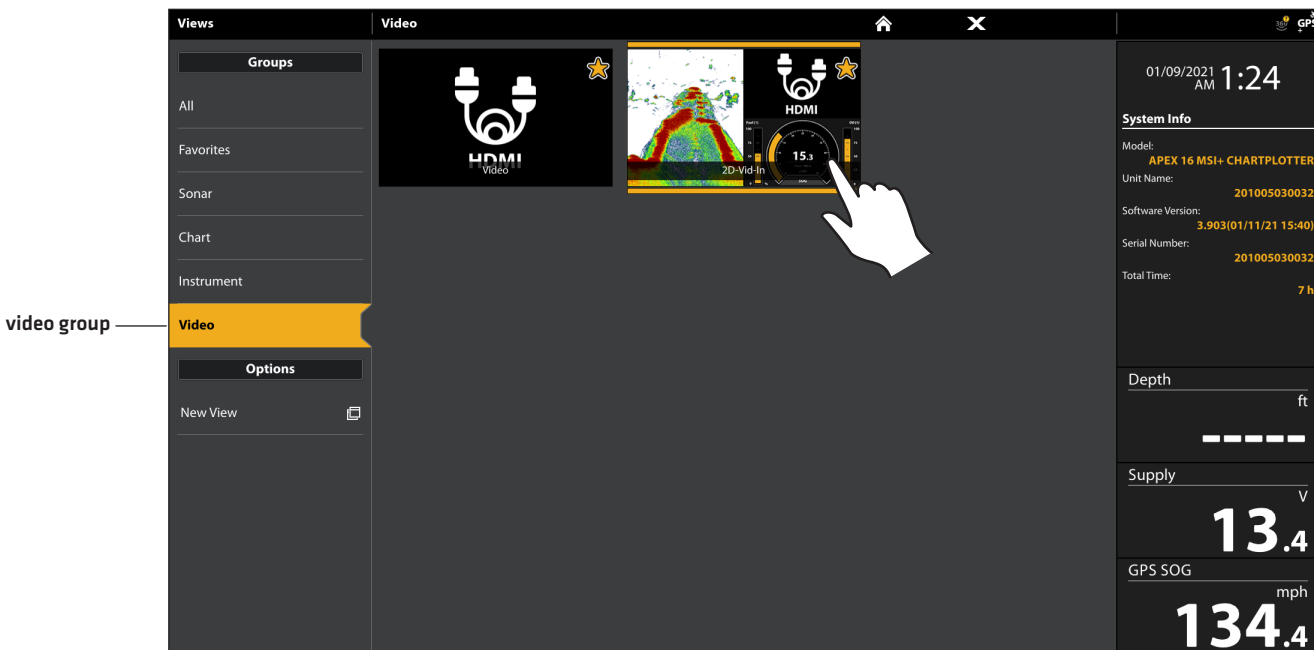 Views
Video
GPS
Groups
All
Favorites
Sonar
Chart
Instrument
Video
Options
New View
video group
HDMI
Video
HDMI
15.3
SOG
2D-Vid-In
01/09/2021
AM 1:24
System Info
Model:
APEX 16 MSI+ CHARTPLOTTER
Unit Name:
201005030032
Software Version:
3.903(01/11/21 15:40)
Serial Number:
201005030032
Total Time:
7 h
Depth
ft
-----
Supply
V
13.4
GPS SOG
mph
134.4